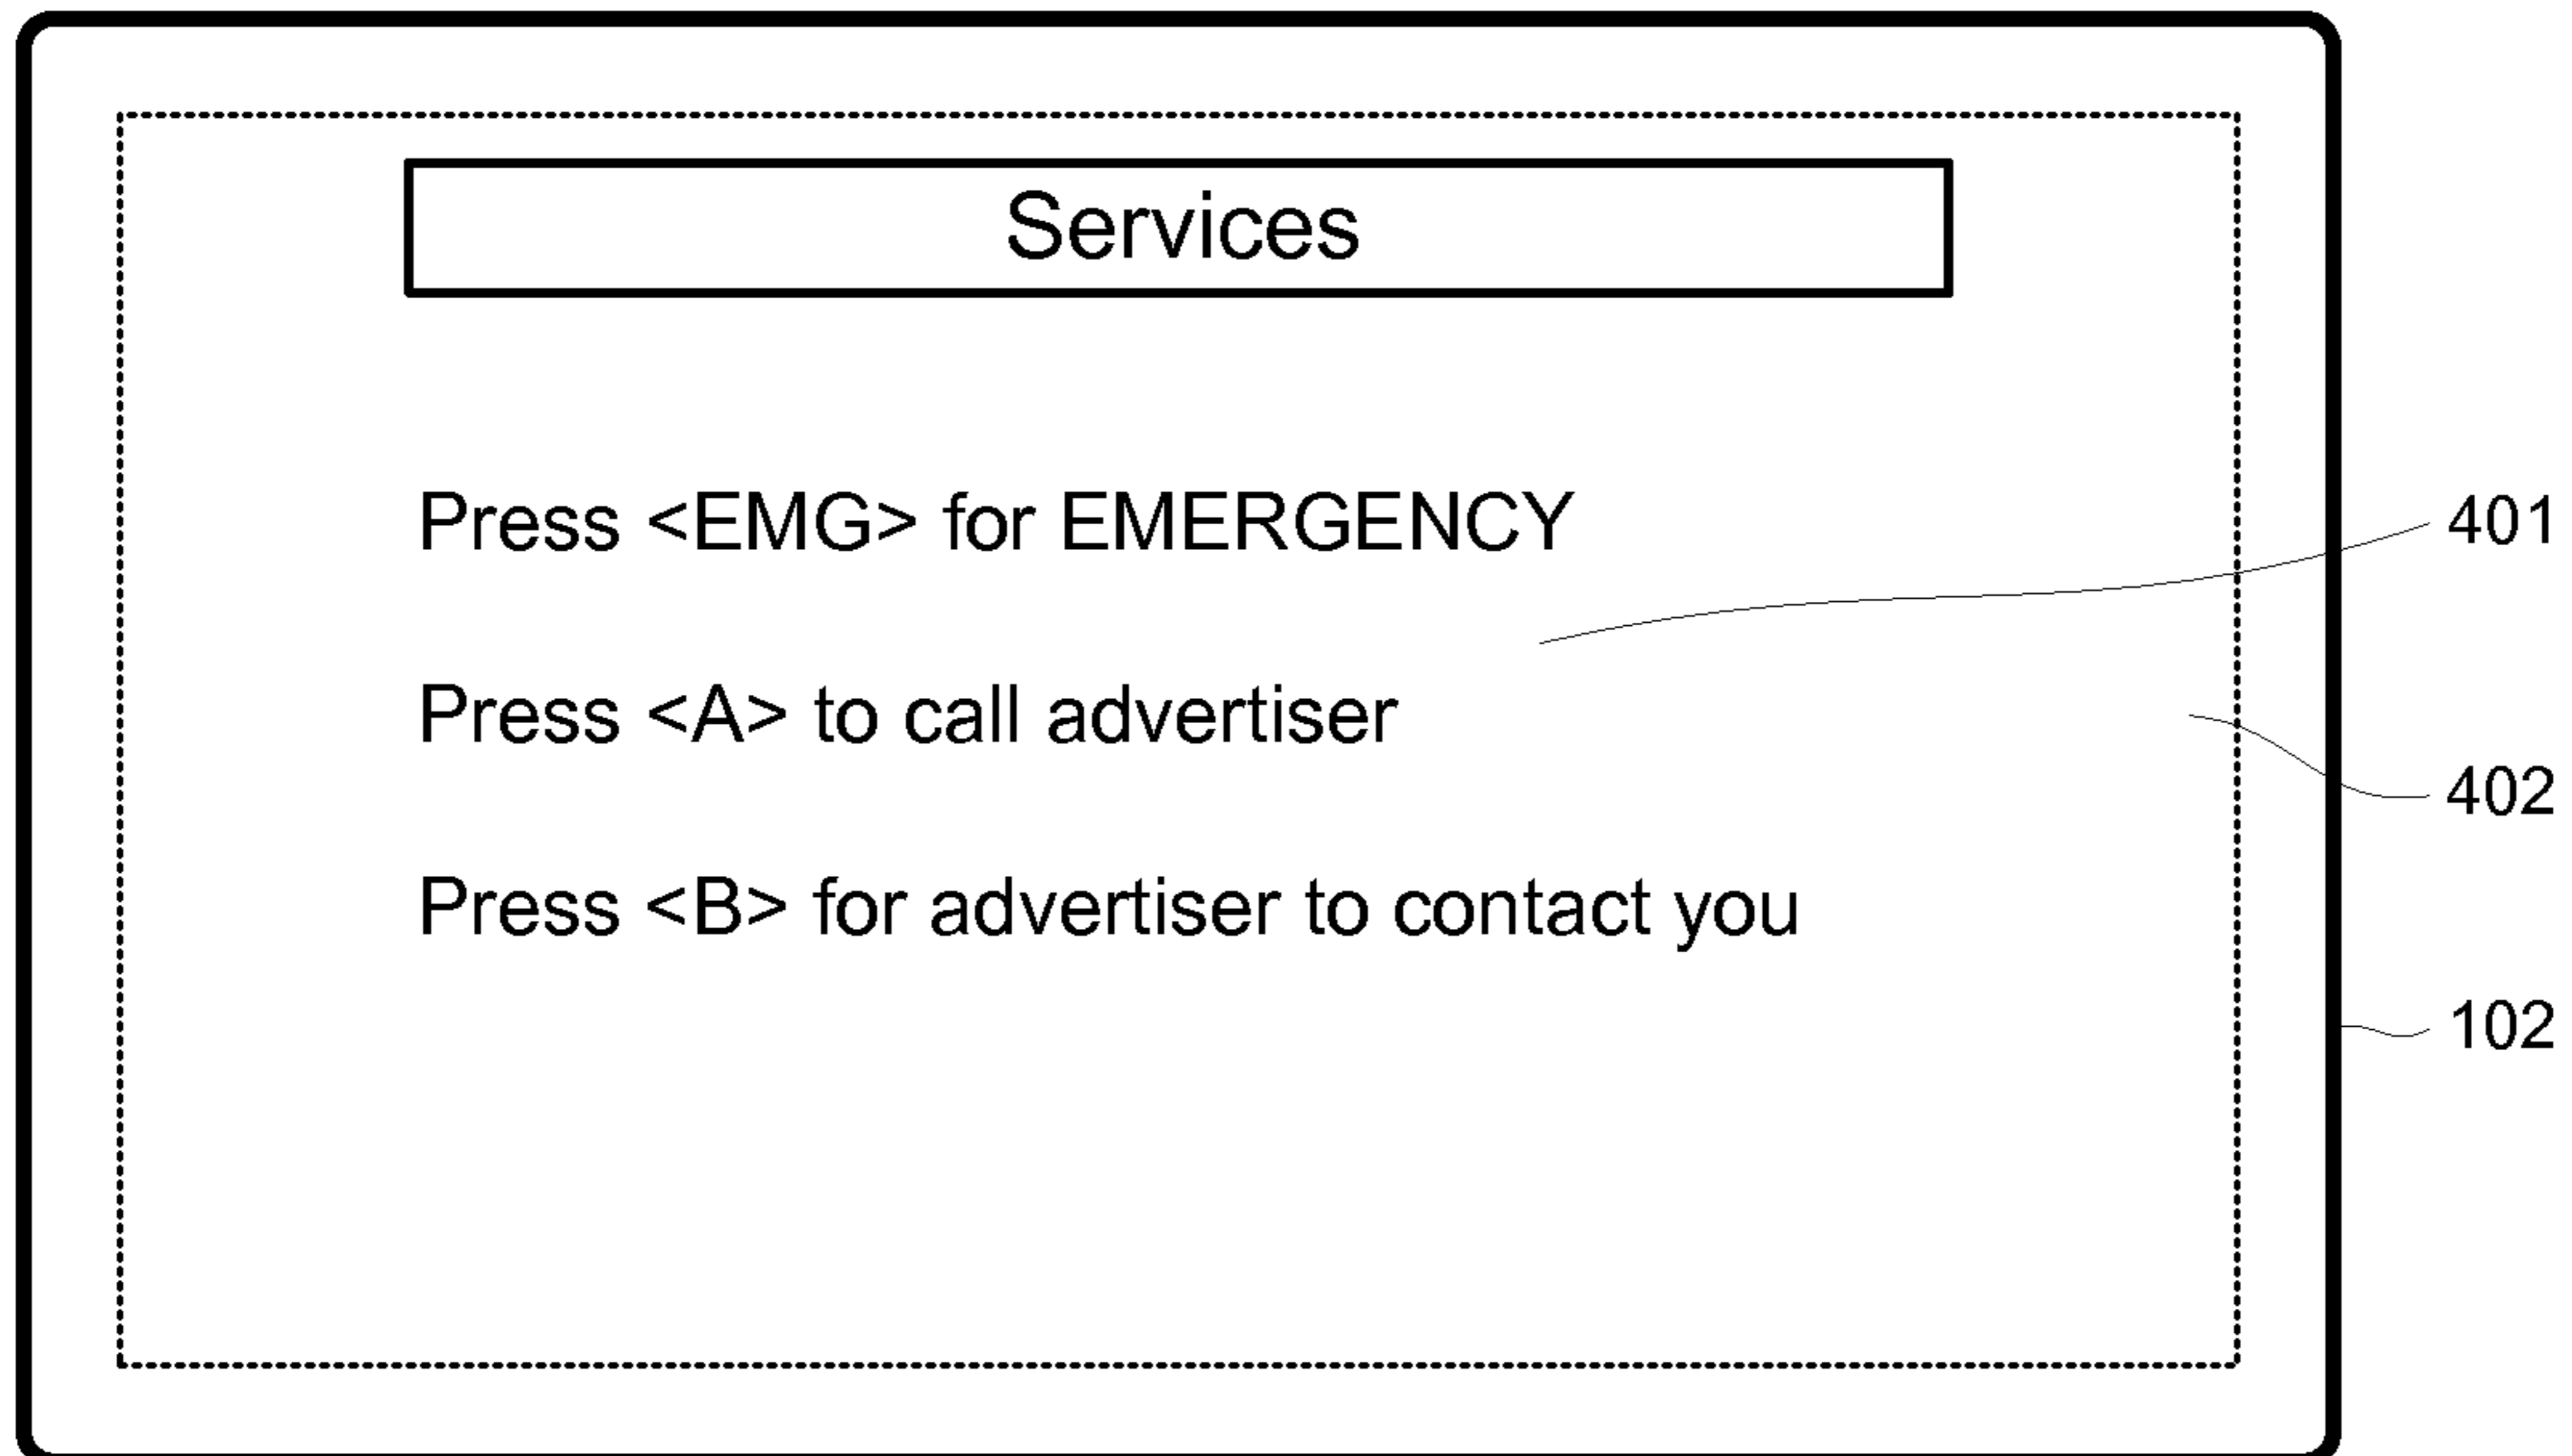 Services
Press <EMG> for EMERGENCY
401
Press <A> to call advertiser
402
Press <B> for advertiser to contact you
102